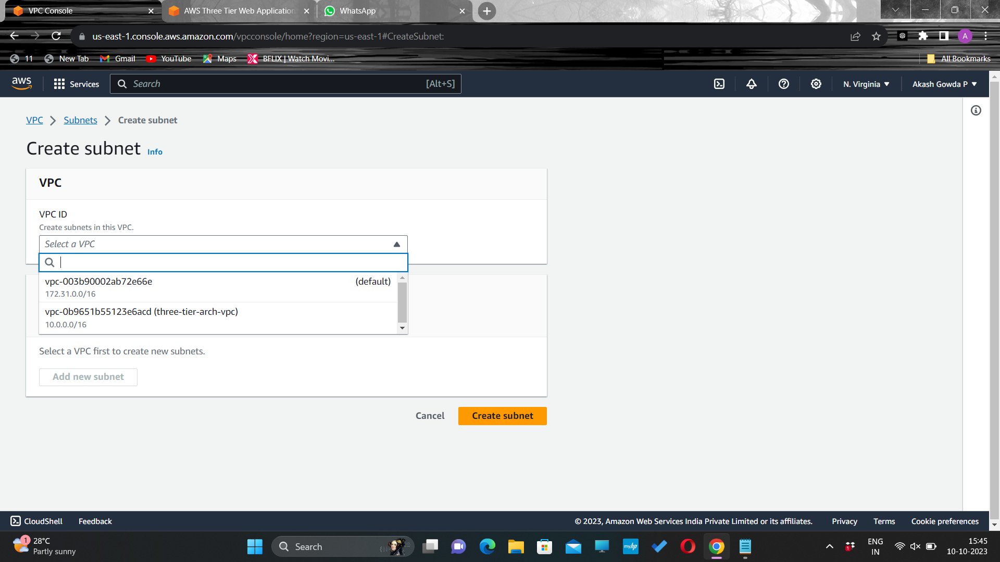 VPC Console
AWS Three Tier Web Application
WhatsApp
us-east-1.console.aws.amazon.com/vpcconsole/home?region=us-east-1#CreateSubnet:
A
11
New Tab
Gmail
YouTube
Maps
BFLIX | Watch Movi...
All Bookmarks
aws
Services
Search
[Alt+S]
N. Virginia
Akash Gowda P
VPC
Subnets
Create subnet
Create subnet
Info
VPC
VPC ID
Create subnets in this VPC.
Select a VPC
vpc-003b90002ab72e66e (default)
172.31.0.0/16
vpc-0b9651b55123e6acd (three-tier-arch-vpc)
10.0.0.0/16
Select a VPC first to create new subnets.
Add new subnet
Cancel
Create subnet
CloudShell
Feedback
© 2023, Amazon Web Services India Private Limited or its affiliates.
Privacy
Terms
Cookie preferences
1
28°C
Partly sunny
Search
myhp
1
ENG
IN
15:45
10-10-2023